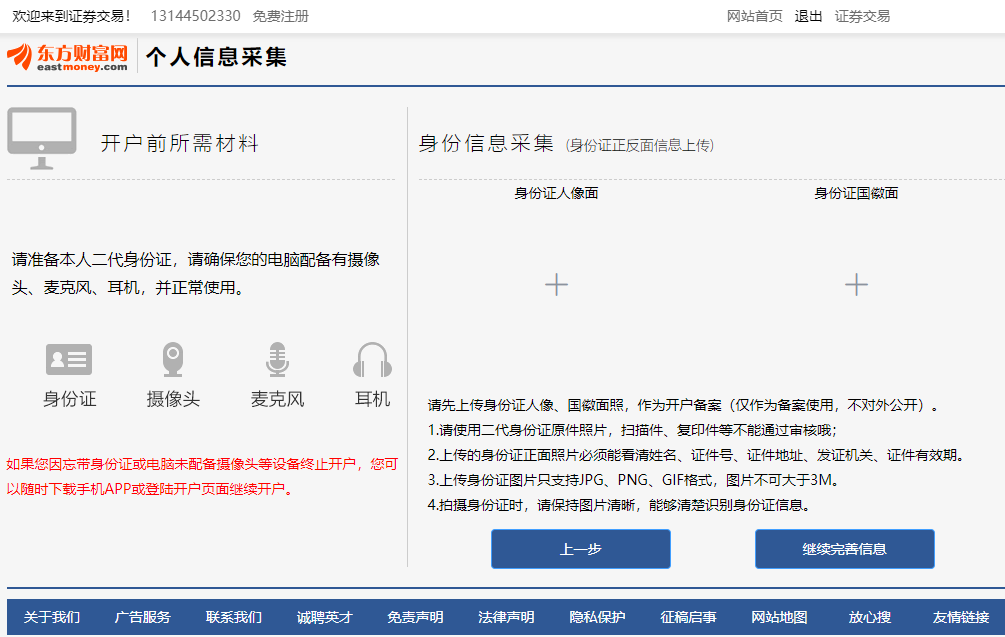 欢迎来到证券交易！ 13144502330 免费注册 网站首页 退出 证券交易
东方财富网
eastmoney.com
个人信息采集
开户前所需材料
请准备本人二代身份证，请确保您的电脑配备有摄像
头、麦克风、耳机，并正常使用。
身份证 摄像头 麦克风 耳机
如果您因忘带身份证或电脑未配备摄像头等设备终止开户，您可
以随时下载手机APP或登陆开户页面继续开户。
身份信息采集 (身份证正反面信息上传)
身份证人像面 身份证国徽面
请先上传身份证人像、国徽面照，作为开户备案（仅作为备案使用，不对外公开）。
1.请使用二代身份证原件照片，扫描件、复印件等不能通过审核哦；
2.上传的身份证正面照片必须能看清姓名、证件号、证件地址、发证机关、证件有效期。
3.上传身份证图片只支持JPG、PNG、GIF格式，图片不可大于3M。
4.拍摄身份证时，请保持图片清晰，能够清楚识别身份证信息。
上一步 继续完善信息
关于我们 广告服务 联系我们 诚聘英才 免责声明 法律声明 隐私保护 征稿启事 网站地图 放心搜 友情链接